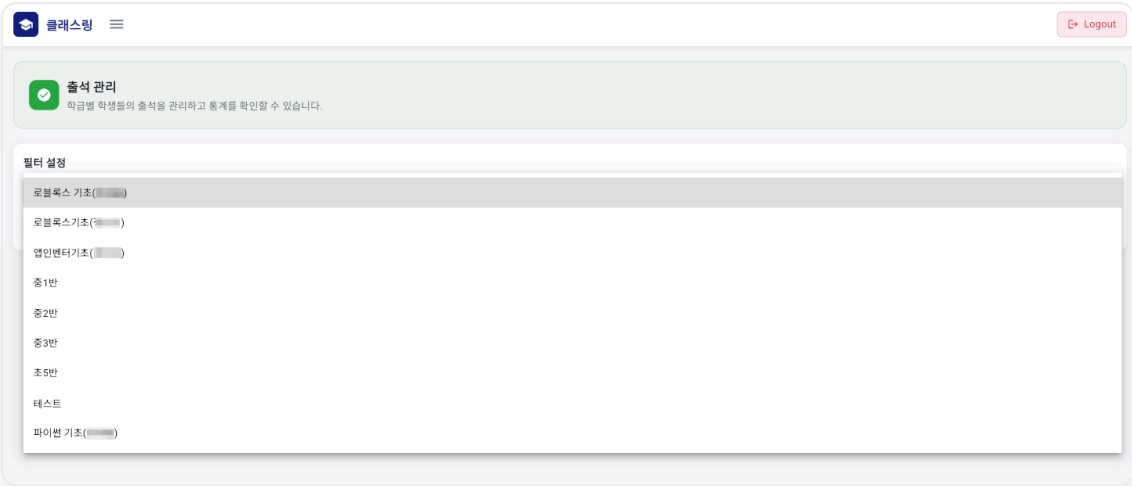 클래스링
Logout
출석 관리
학급별 학생들의 출석을 관리하고 통계를 확인할 수 있습니다.
필터 설정
로블록스 기초( )
로블록스기초( )
앱인벤터기초( )
중1반
중2반
중3반
초5반
테스트
파이썬 기초( )